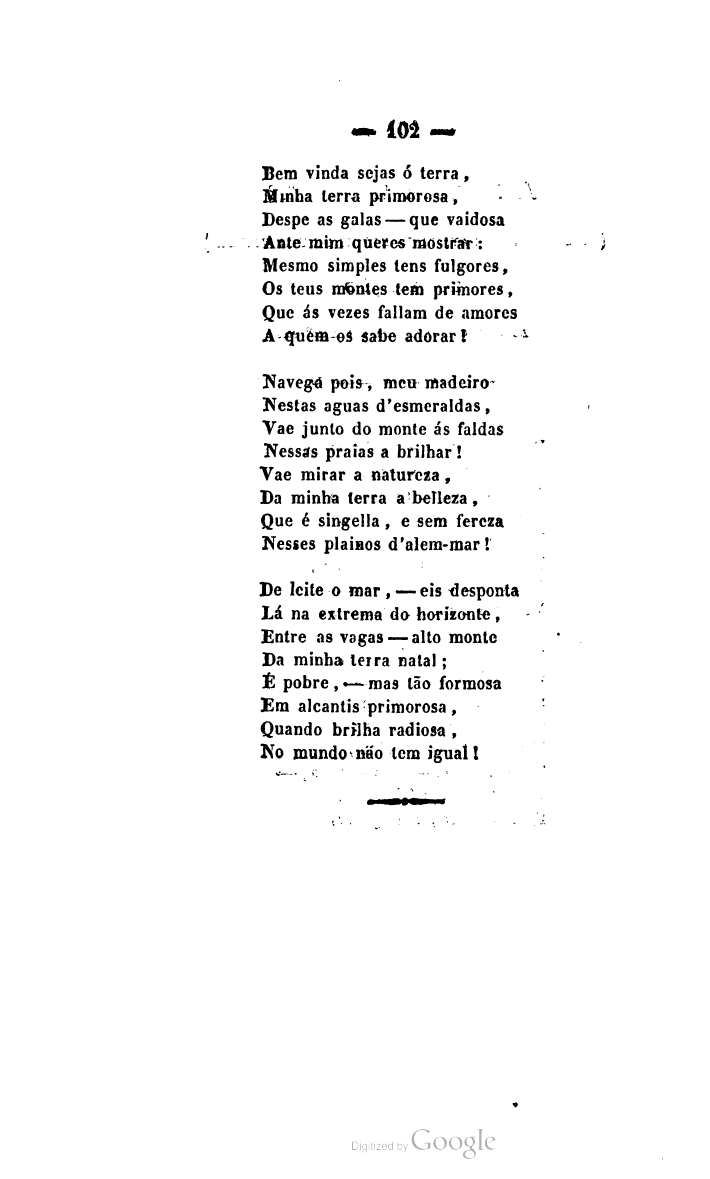 — 102 —
Bem vinda sejas ó terra,
Minha terra primorosa,
Despe as galas — que vaidosa
Ante mim queres mostrar:
Mesmo simples tens fulgores,
Os teus montes tem primores,
Que ás vezes fallam de amores
A quem os sabe adorar!
Navega pois, meu madeiro
Nestas aguas d'esmeraldas,
Vae junto do monte ás faldas
Nessas praias a brilhar!
Vae mirar a natureza,
Da minha terra a belleza,
Que é singella, e sem fereza
Nesses plainos d'alem-mar!
De leite o mar, — eis desponta
Lá na extrema do horizonte,
Entre as vagas — alto monte
Da minha terra natal;
É pobre, — mas tão formosa
Em alcantis primorosa,
Quando brilha radiosa,
No mundo não tem igual!
Digitized by Google